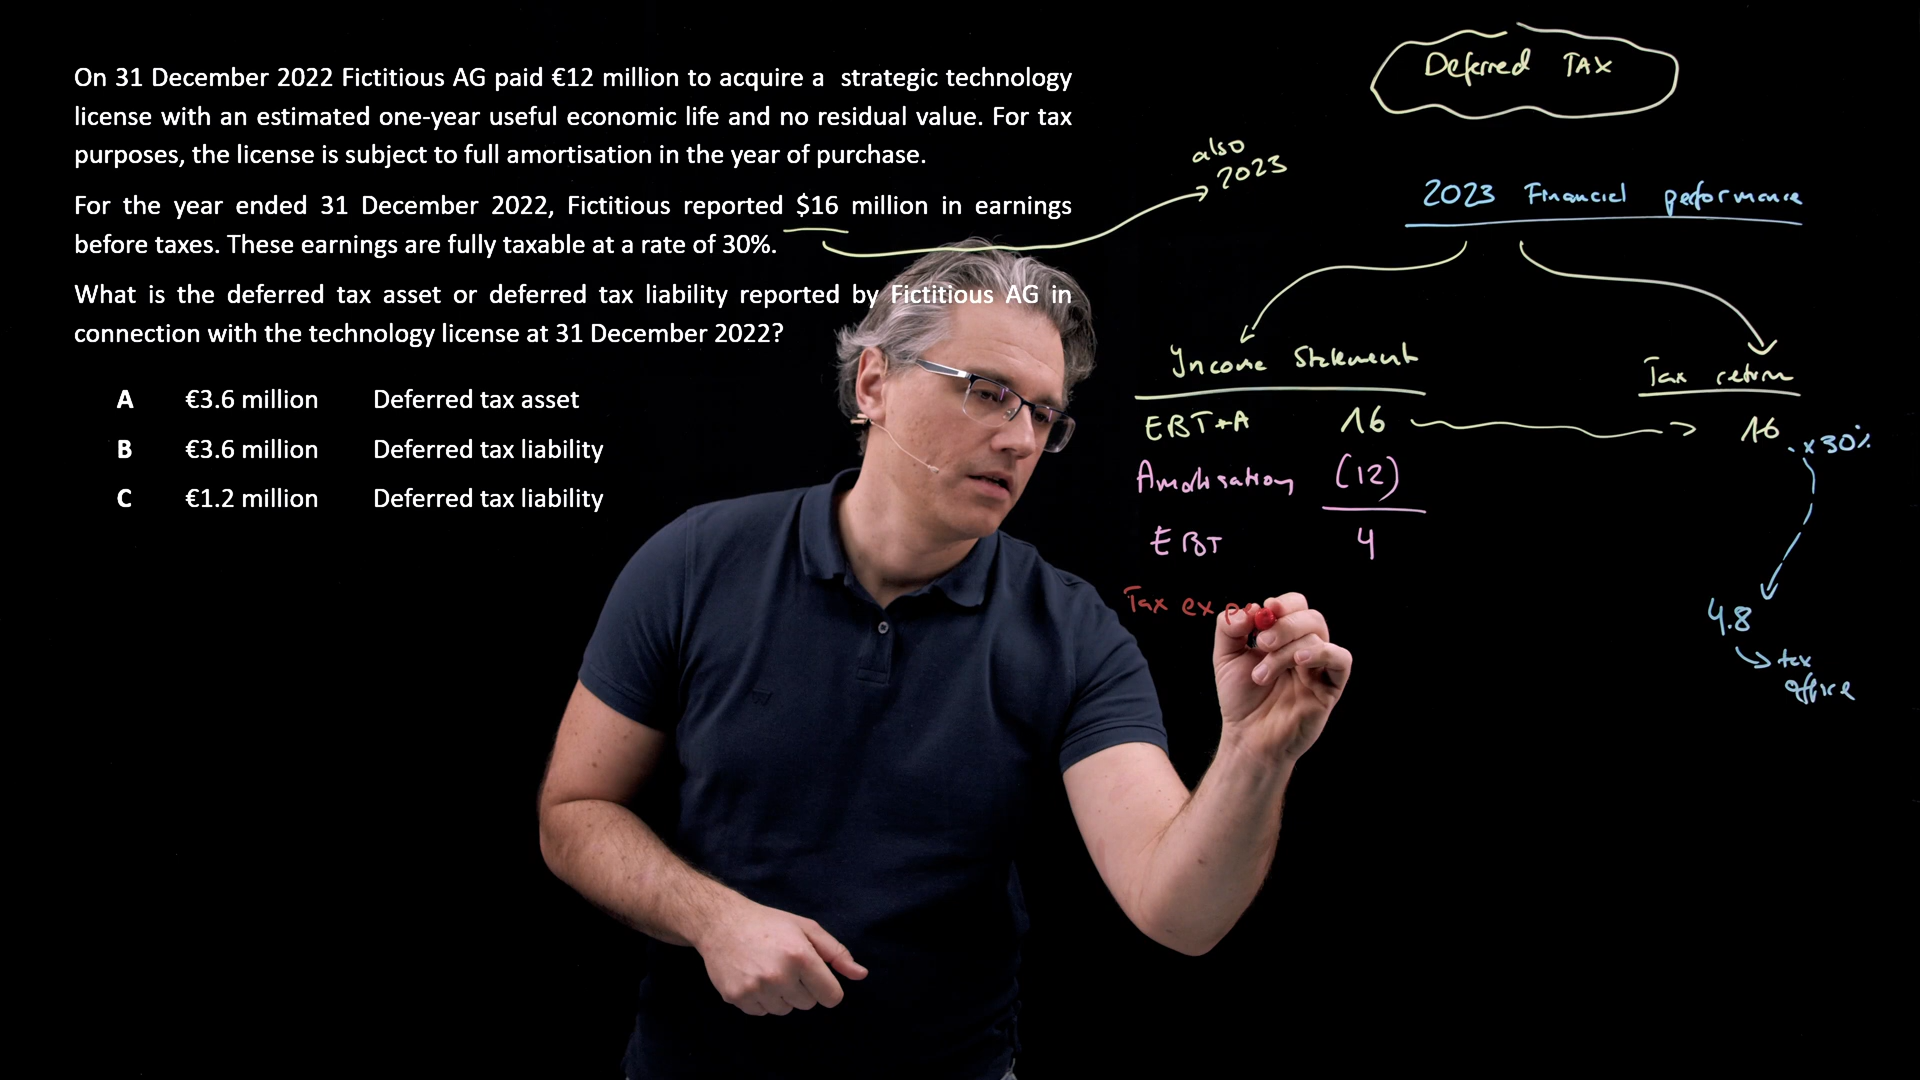 On 31 December 2022 Fictitious AG paid €12 million to acquire a strategic technology
license with an estimated one-year useful economic life and no residual value. For tax
purposes, the license is subject to full amortisation in the year of purchase.
For the year ended 31 December 2022, Fictitious reported $16 million in earnings
before taxes. These earnings are fully taxable at a rate of 30%.
What is the deferred tax asset or deferred tax liability reported by Fictitious AG in
connection with the technology license at 31 December 2022?
A €3.6 million Deferred tax asset
B €3.6 million Deferred tax liability
C €1.2 million Deferred tax liability
Deferred TAX
also
2023
2023 Financial performance
Income Statement
Tax return
EBT+A 16
16
x 30%
Amortisation (12)
EBT 4
Tax exp
4.8
tax
office